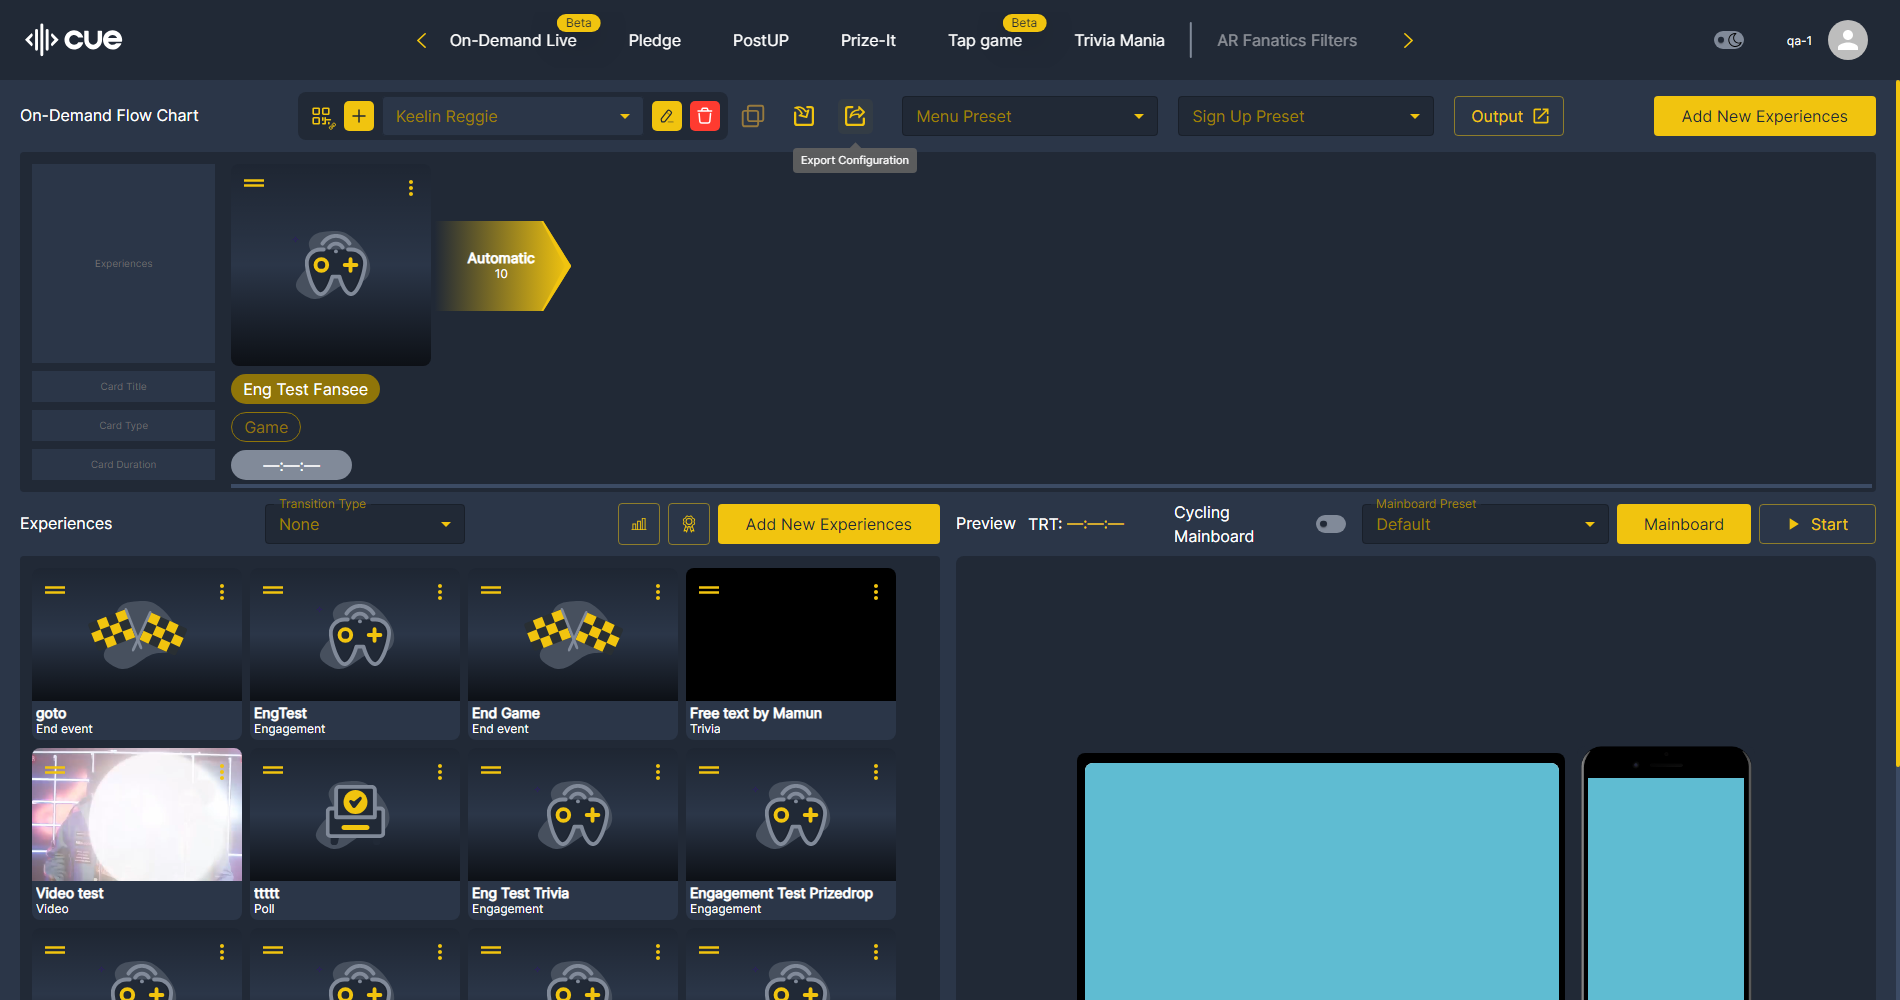 cue
Beta
Beta
On-Demand Live
Pledge
PostUP
Prize-It
Tap game
Trivia Mania
AR Fanatics Filters
qa-1
On-Demand Flow Chart
Keelin Reggie
Menu Preset
Sign Up Preset
Output
Add New Experiences
Export Configuration
Experiences
Automatic
10
Card Title
Eng Test Fansee
Card Type
Game
Card Duration
—:—:—
Experiences
Transition Type
None
Add New Experiences
Preview
TRT: —:—:—
Cycling
Mainboard
Mainboard Preset
Default
Mainboard
Start
goto
End event
EngTest
Engagement
End Game
End event
Free text by Mamun
Trivia
Video test
Video
ttttt
Poll
Eng Test Trivia
Engagement
Engagement Test Prizedrop
Engagement